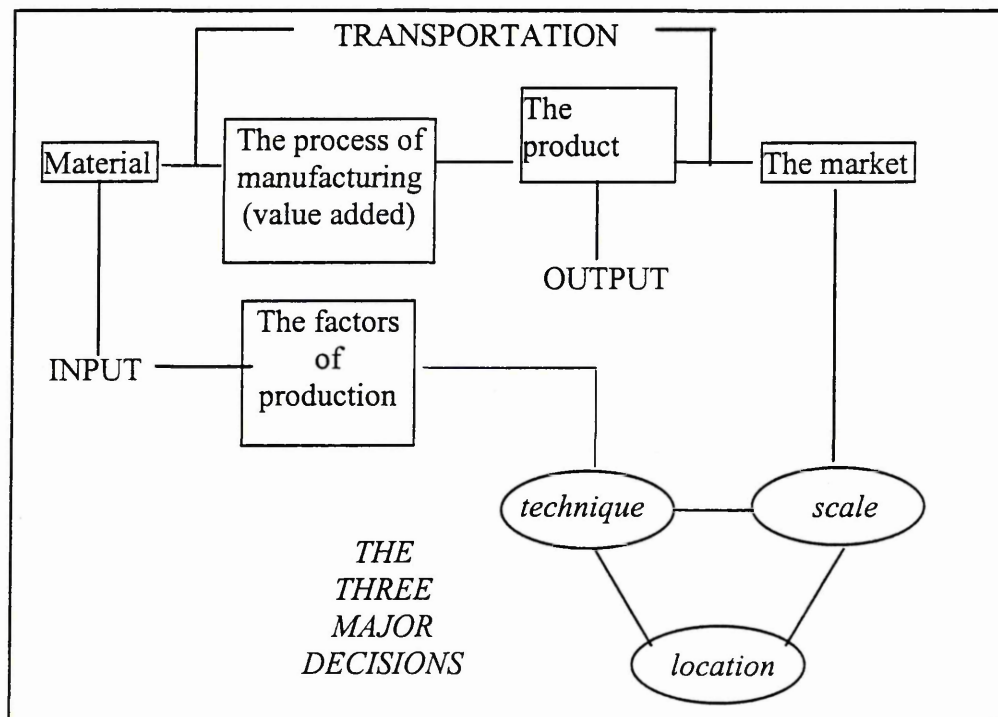 TRANSPORTATION
Material
The process of
manufacturing
(value added)
The
product
The market
OUTPUT
INPUT
The factors
of
production
technique
scale
location
THE
THREE
MAJOR
DECISIONS